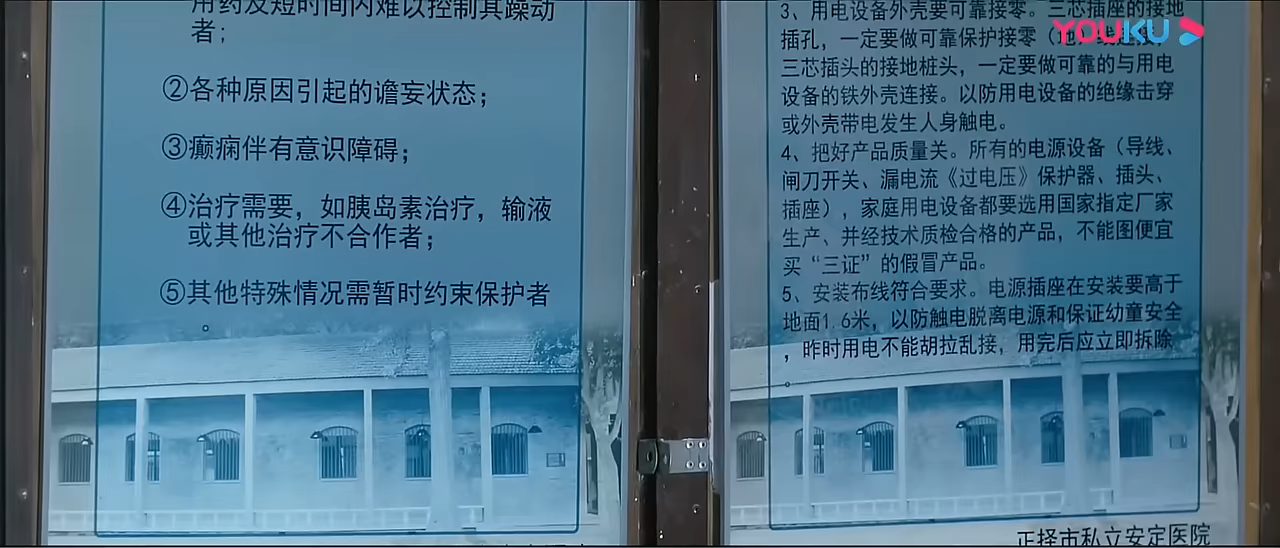 用药及短时间内难以控制其躁动
者；
②各种原因引起的谵妄状态；
③癫痫伴有意识障碍；
④治疗需要，如胰岛素治疗，输液
或其他治疗不合作者；
⑤其他特殊情况需暂时约束保护者
。
3、用电设备外壳要可靠接零。三芯插座的接地
插孔，一定要做可靠保护接零（地
三芯插头的接地桩头，一定要做可靠的与用电
设备的铁外壳连接。以防用电设备的绝缘击穿
或外壳带电发生人身触电。
4、把好产品质量关。所有的电源设备（导线、
闸刀开关、漏电流《过电压》保护器、插头、
插座），家庭用电设备都要选用国家指定厂家
生产、并经技术质检合格的产品，不能图便宜
买“三证”的假冒产品。
5、安装布线符合要求。电源插座在安装要高于
地面1.6米，以防触电脱离电源和保证幼童安全
，昨时用电不能胡拉乱接，用完后应立即拆除
。
正择市私立安定医院
YOUKU